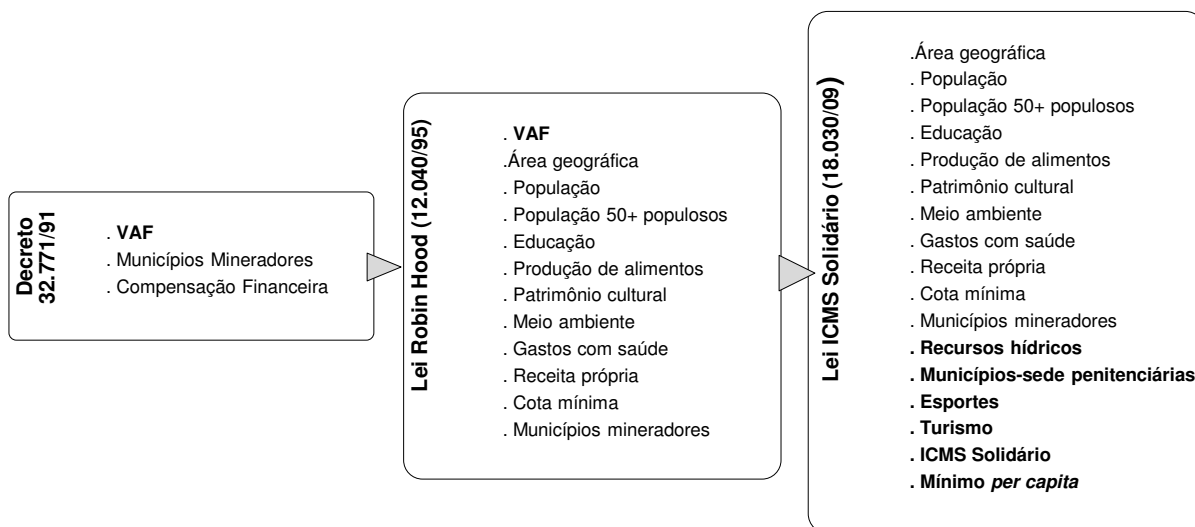 Decreto
32.771/91
. VAF
. Municípios Mineradores
. Compensação Financeira
Lei Robin Hood (12.040/95)
. VAF
.Área geográfica
. População
. População 50+ populosos
. Educação
. Produção de alimentos
. Patrimônio cultural
. Meio ambiente
. Gastos com saúde
. Receita própria
. Cota mínima
. Municípios mineradores
Lei ICMS Solidário (18.030/09)
.Área geográfica
. População
. População 50+ populosos
. Educação
. Produção de alimentos
. Patrimônio cultural
. Meio ambiente
. Gastos com saúde
. Receita própria
. Cota mínima
. Municípios mineradores
. Recursos hídricos
. Municípios-sede penitenciárias
. Esportes
. Turismo
. ICMS Solidário
. Mínimo per capita